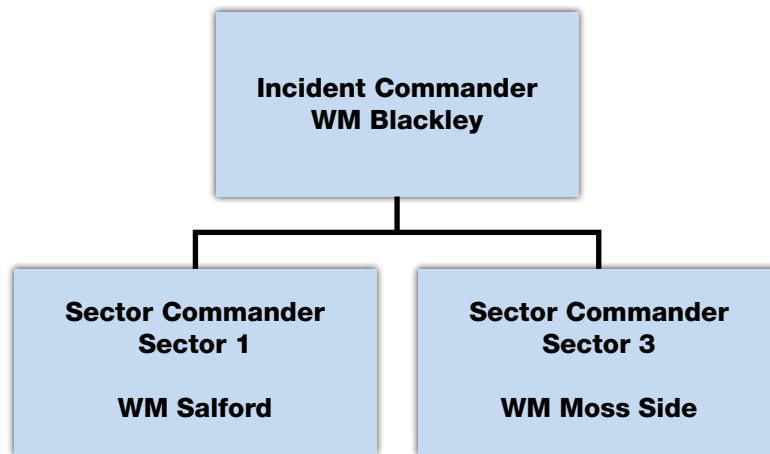 Incident Commander
WM Blackley
Sector Commander
Sector 1
WM Salford
Sector Commander
Sector 3
WM Moss Side